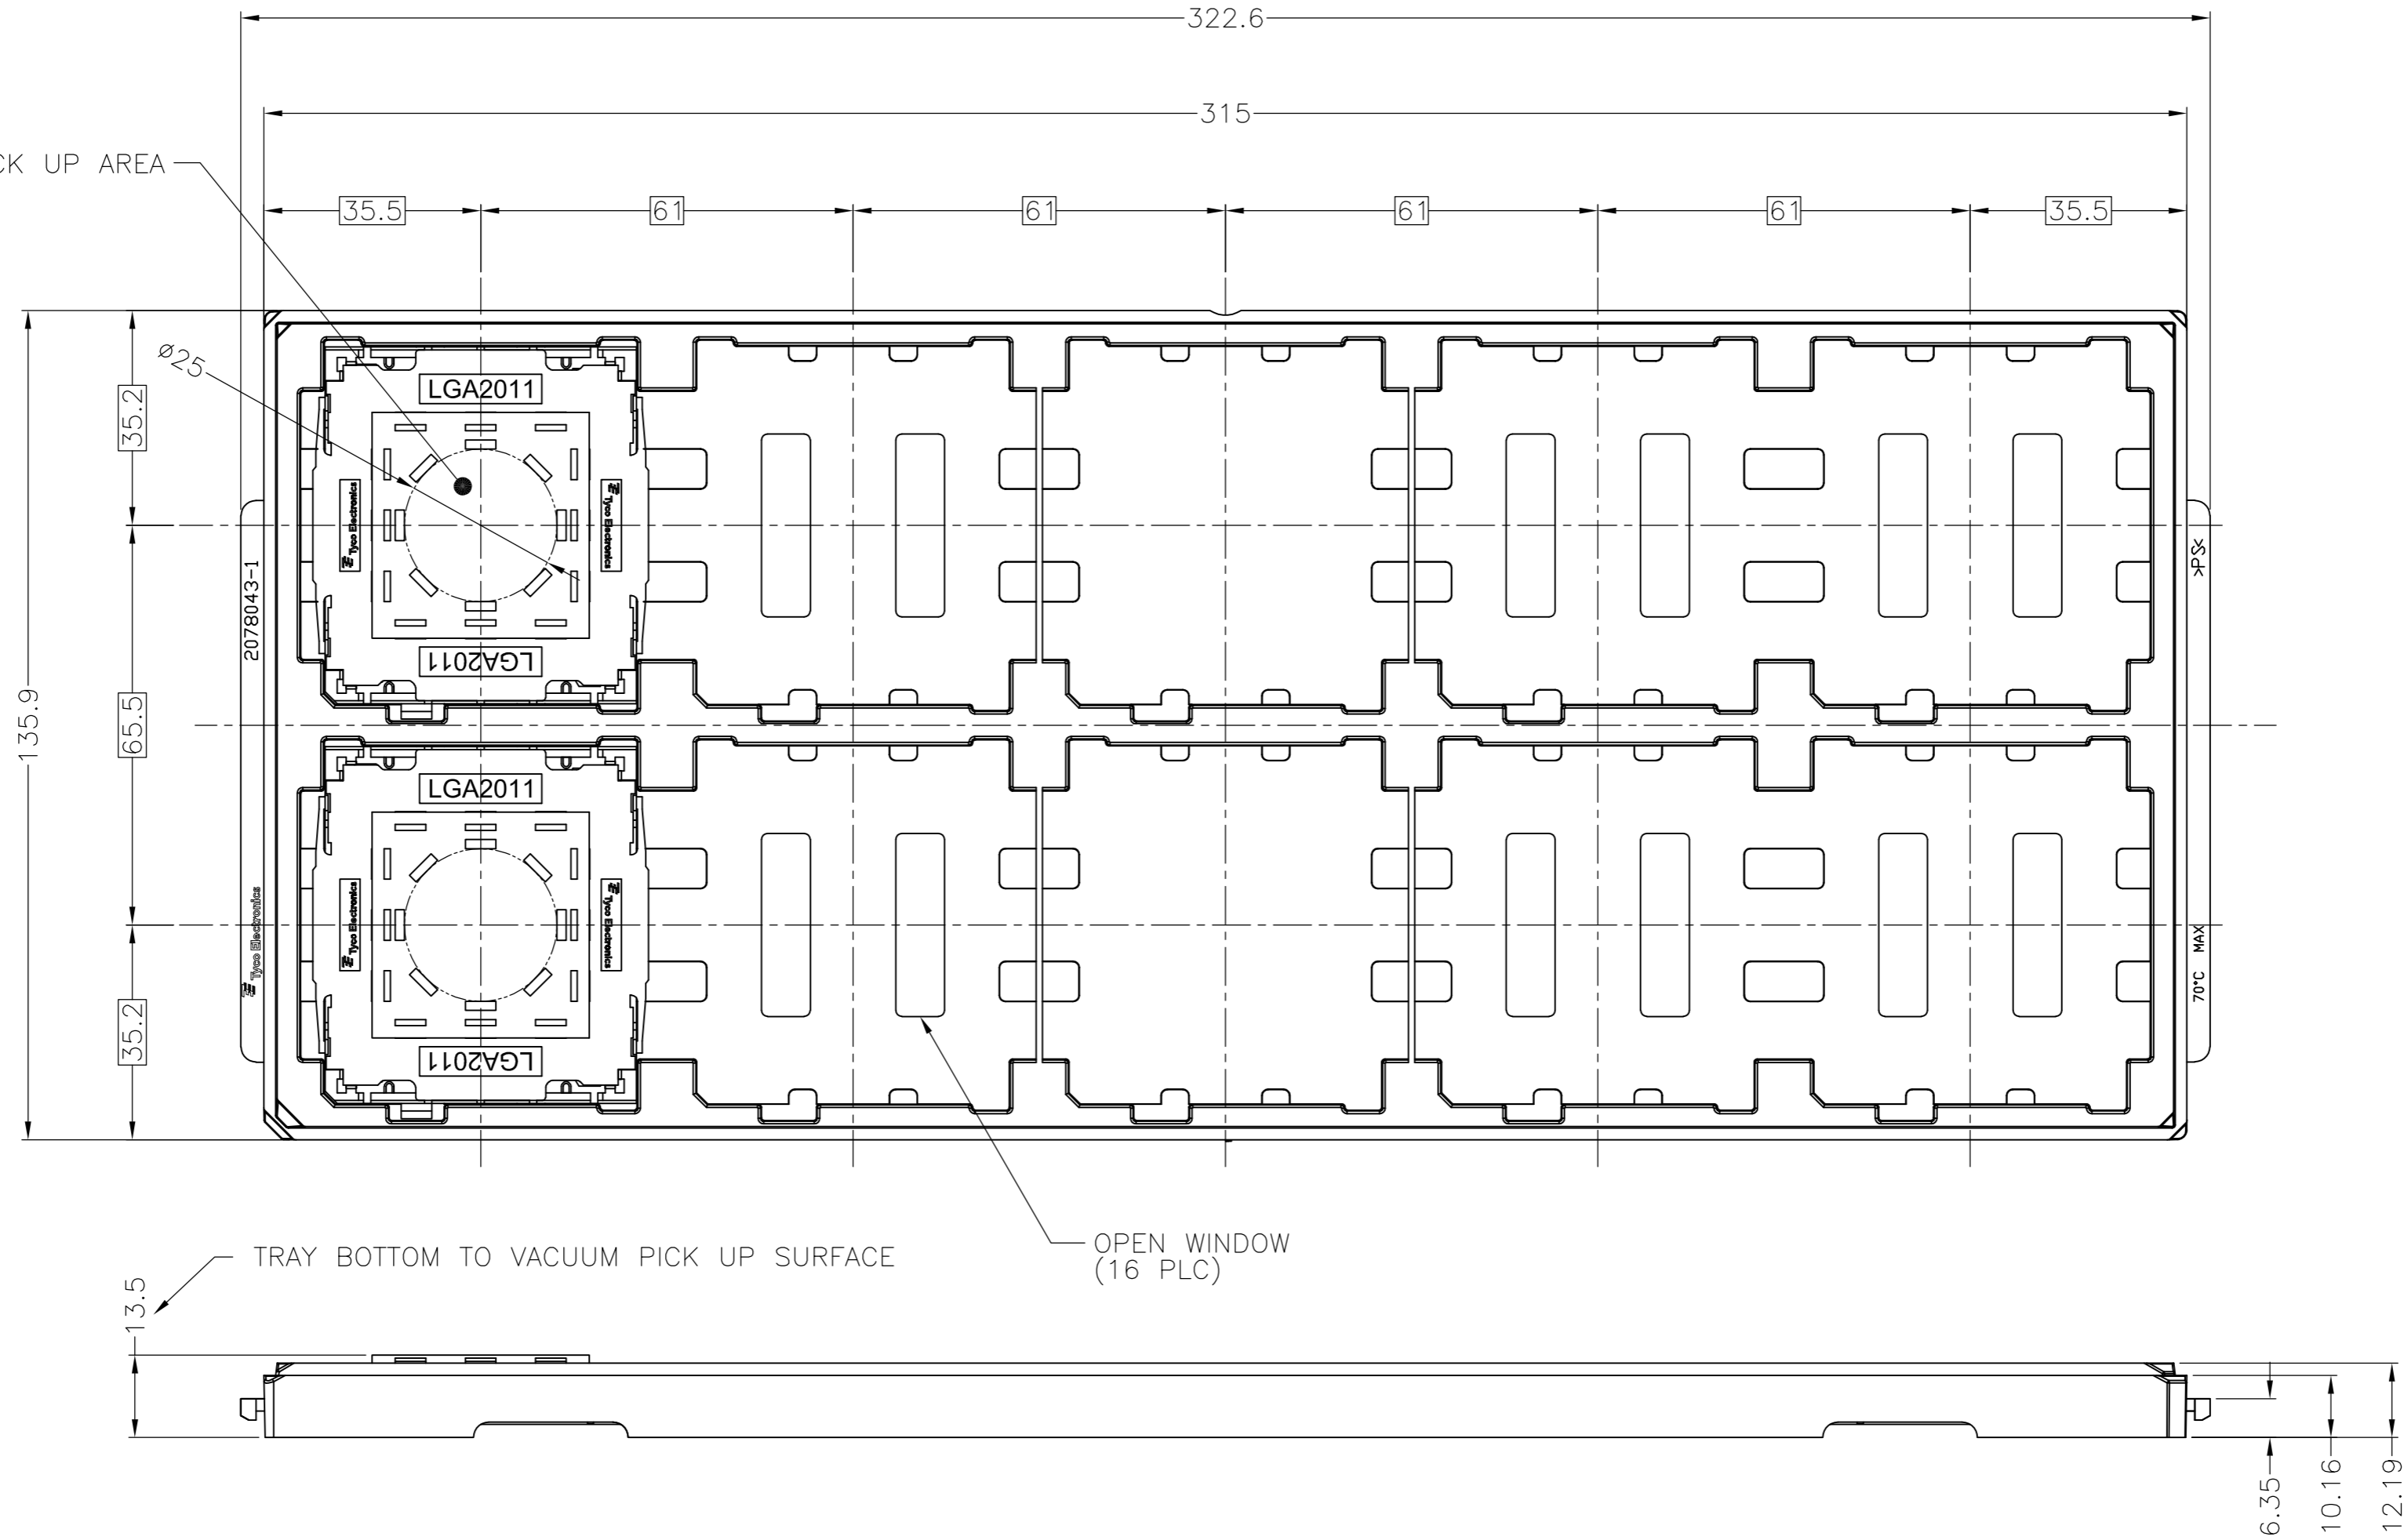 322.6
315
CK UP AREA
35.5
61
61
61
61
35.5
Ø25
35.2
65.5
35.2
135.9
LGA2011
Tyco Electronics
Tyco Electronics
LGA2011
2078043-1
>PS<
LGA2011
Tyco Electronics
Tyco Electronics
LGA2011
Tyco Electronics
70°C MAX
TRAY BOTTOM TO VACUUM PICK UP SURFACE
OPEN WINDOW
(16 PLC)
13.5
6.35
10.16
12.19